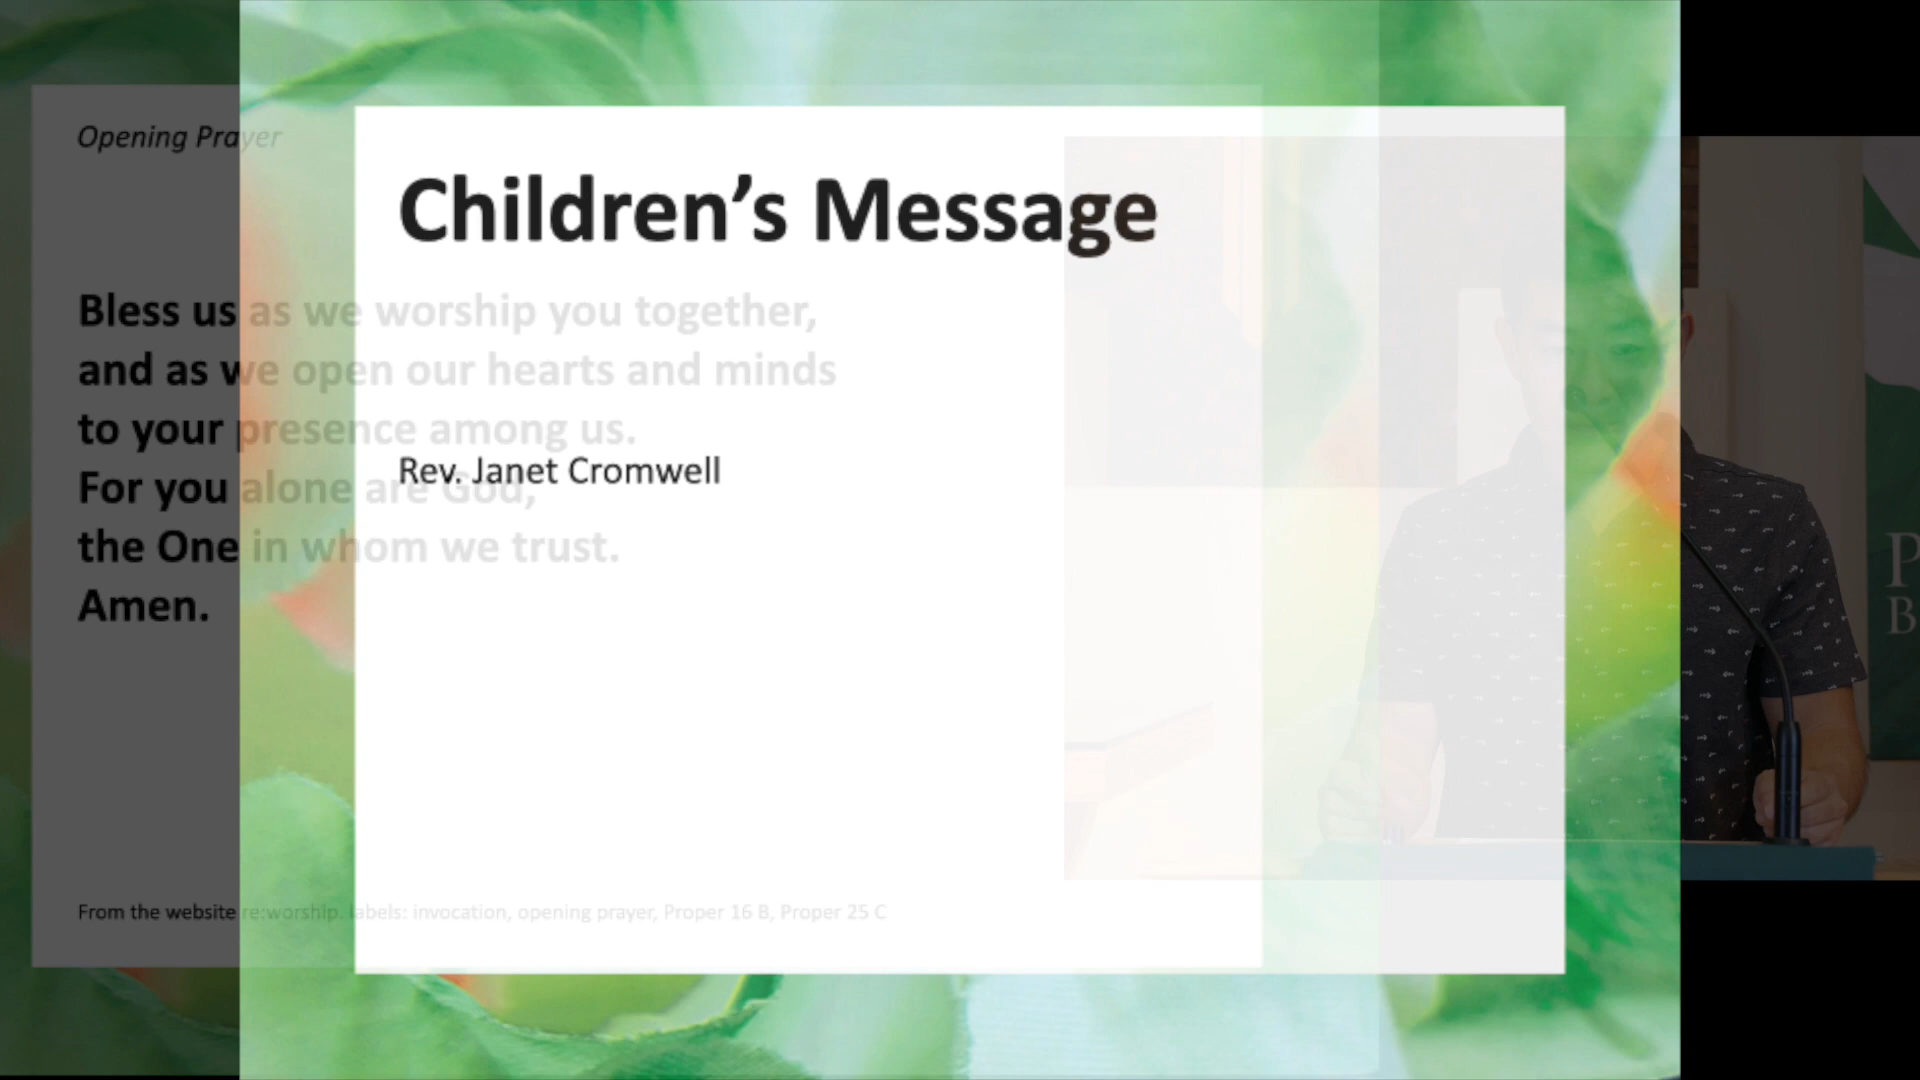 Opening Prayer
Children's Message
Bless us as we worship you together,
and as we open our hearts and minds
to your presence among us.
Rev. Janet Cromwell
For you alone are God,
the One in whom we trust.
Amen.
From the website re:worship. labels: invocation, opening prayer, Proper 16 B, Proper 25 C
P
B